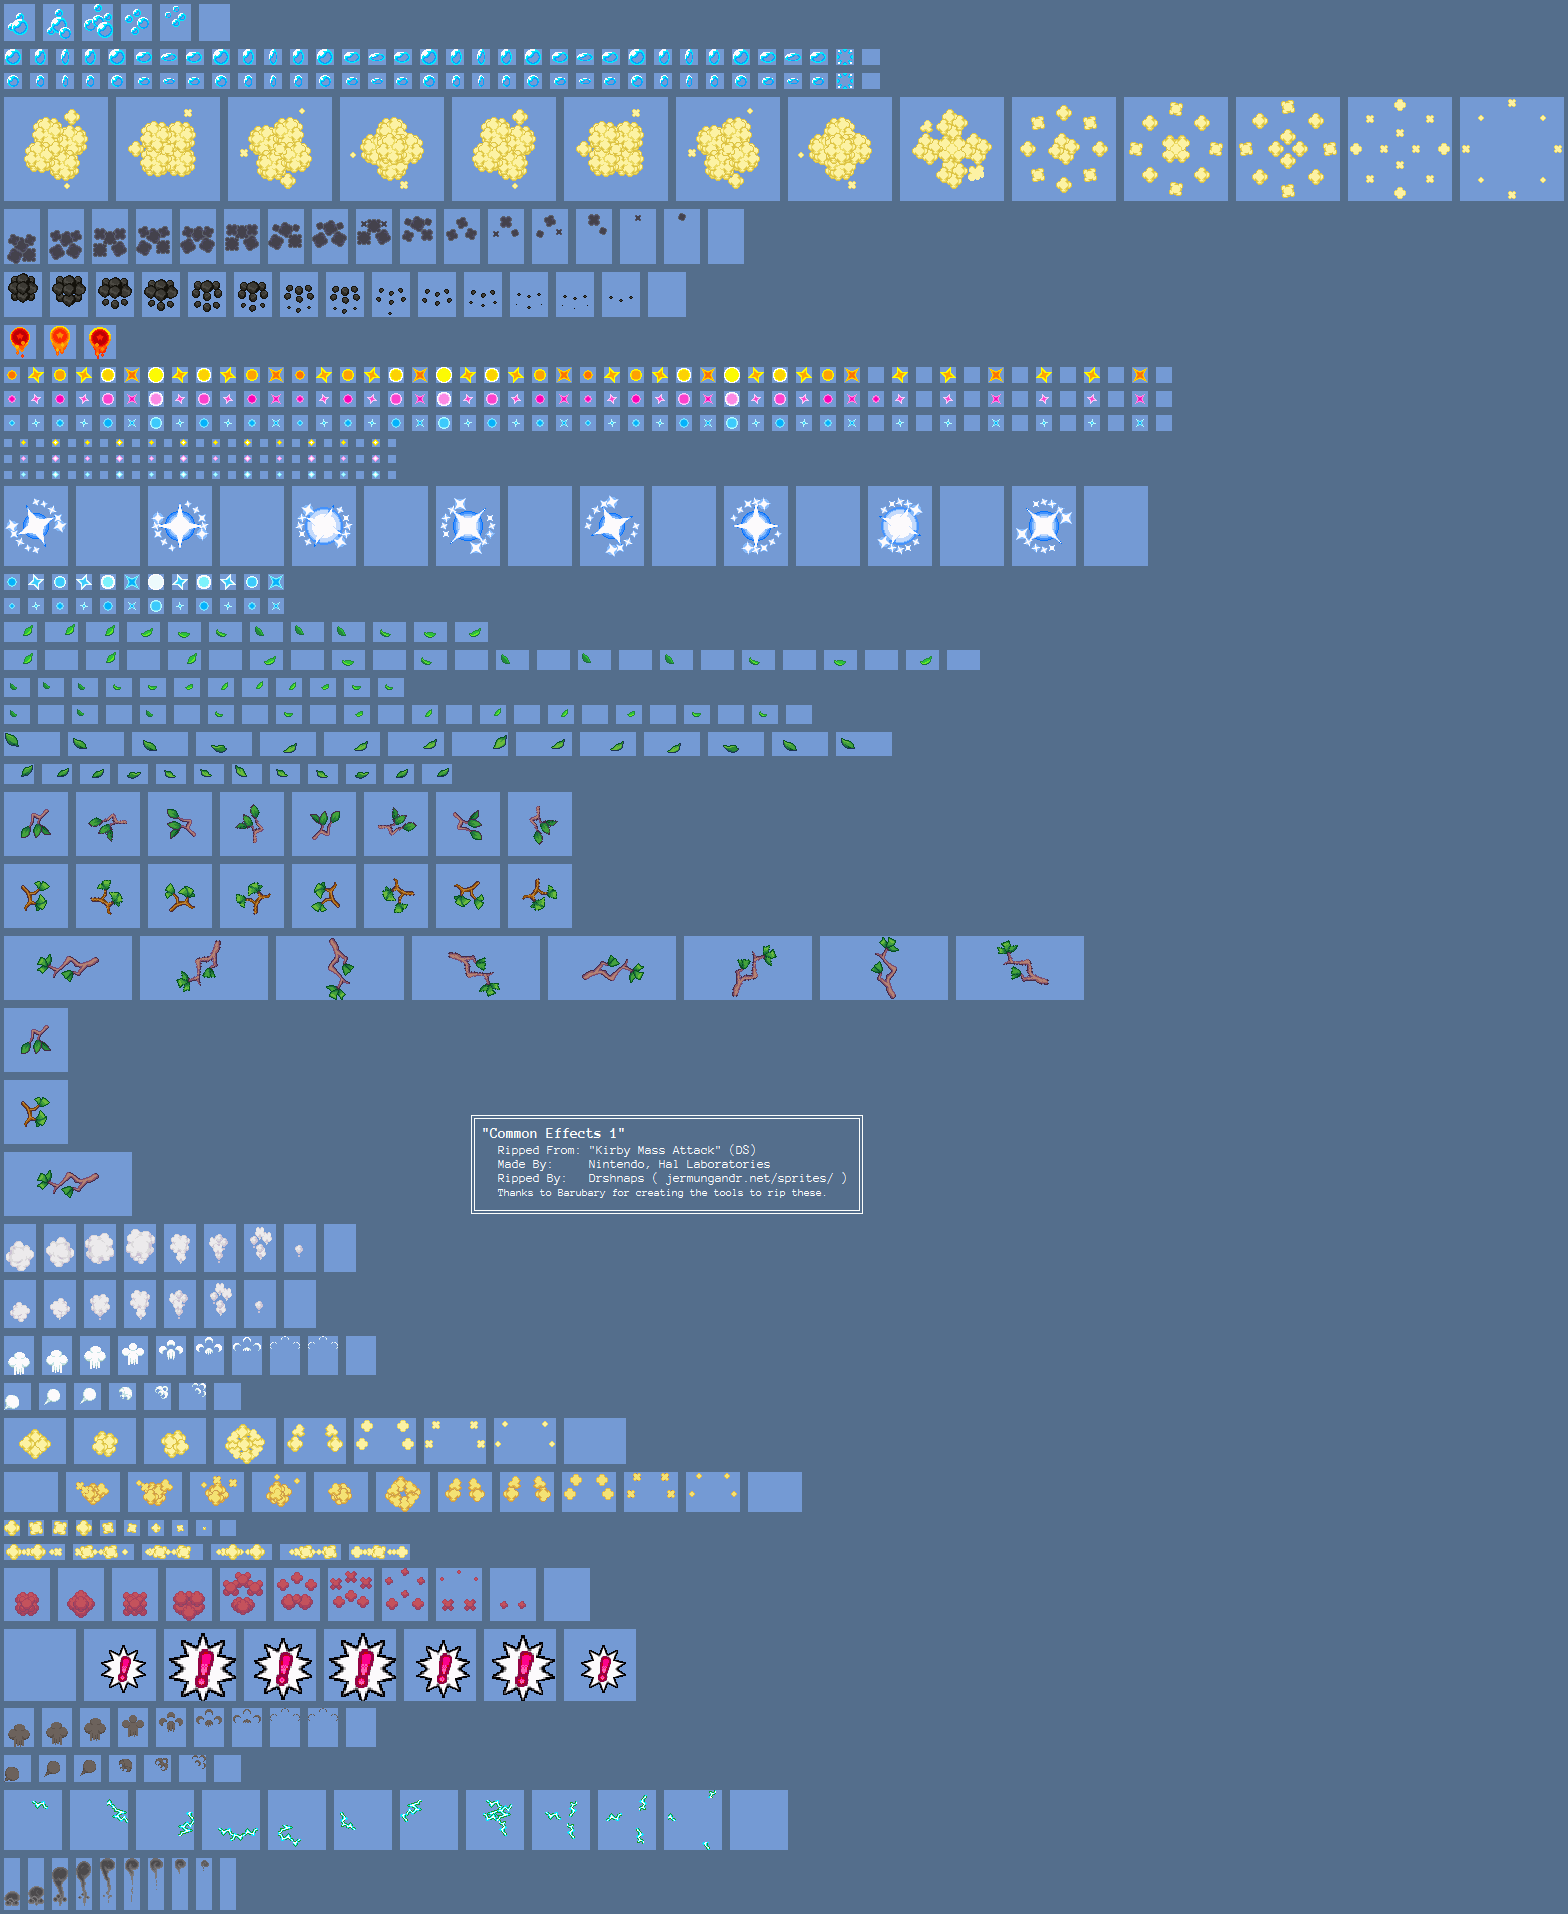 "Common Effects 1"
Ripped From: "Kirby Mass Attack" (DS)
Made By: Nintendo, Hal Laboratories
Ripped By: Drshnaps ( jermungandr.net/sprites/ )
Thanks to Barubary for creating the tools to rip these.